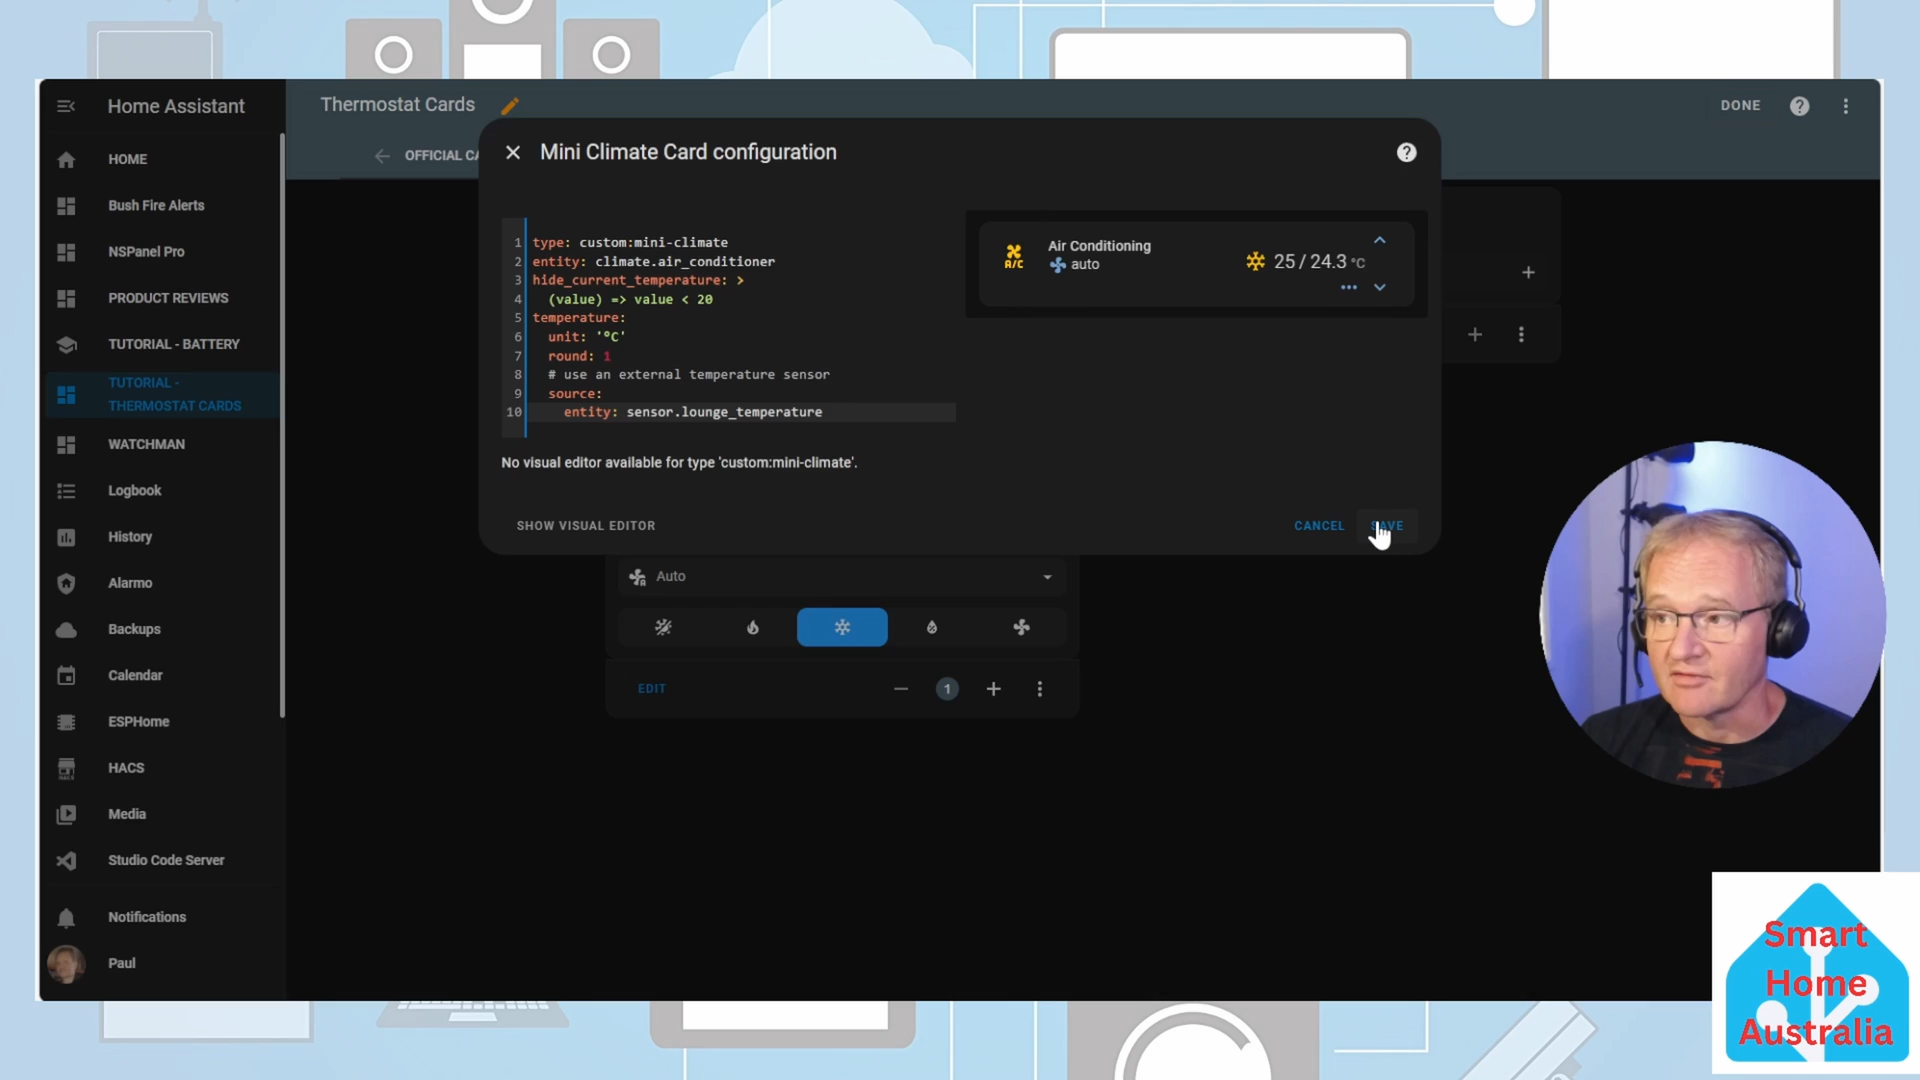 Home Assistant
Thermostat Cards
DONE
OFFICIAL CA
HOME
Bush Fire Alerts
NSPanel Pro
PRODUCT REVIEWS
TUTORIAL - BATTERY
TUTORIAL -
THERMOSTAT CARDS
WATCHMAN
Logbook
History
Alarmo
Backups
Calendar
ESPHome
HACS
Media
Studio Code Server
Notifications
Paul
Mini Climate Card configuration
1 type: custom:mini-climate
2 entity: climate.air_conditioner
3 hide_current_temperature: >
4 (value) => value < 20
5 temperature:
6 unit: '°C'
7 round: 1
8 # use an external temperature sensor
9 source:
10 entity: sensor.lounge_temperature
No visual editor available for type 'custom:mini-climate'.
SHOW VISUAL EDITOR
CANCEL
SAVE
A/C
Air Conditioning
auto
25 / 24.3 °C
Auto
EDIT
1
Smart
Home
Australia